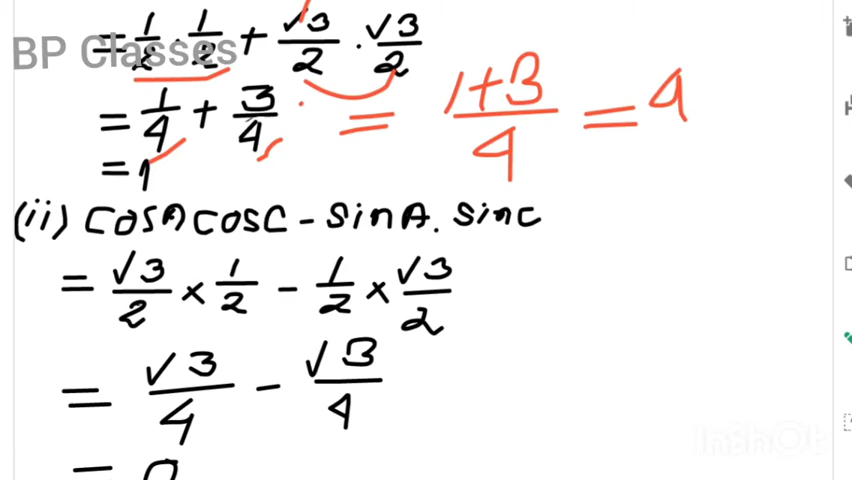 BP Classes
= 1/2 . 1/2 + √3/2 . √3/2
= 1/4 + 3/4 = 1+3/4 = 4
= 1
(ii) cosA cosC - sinA. sinc
= √3/2 × 1/2 - 1/2 × √3/2
= √3/4 - √3/4
= 0
InShOt